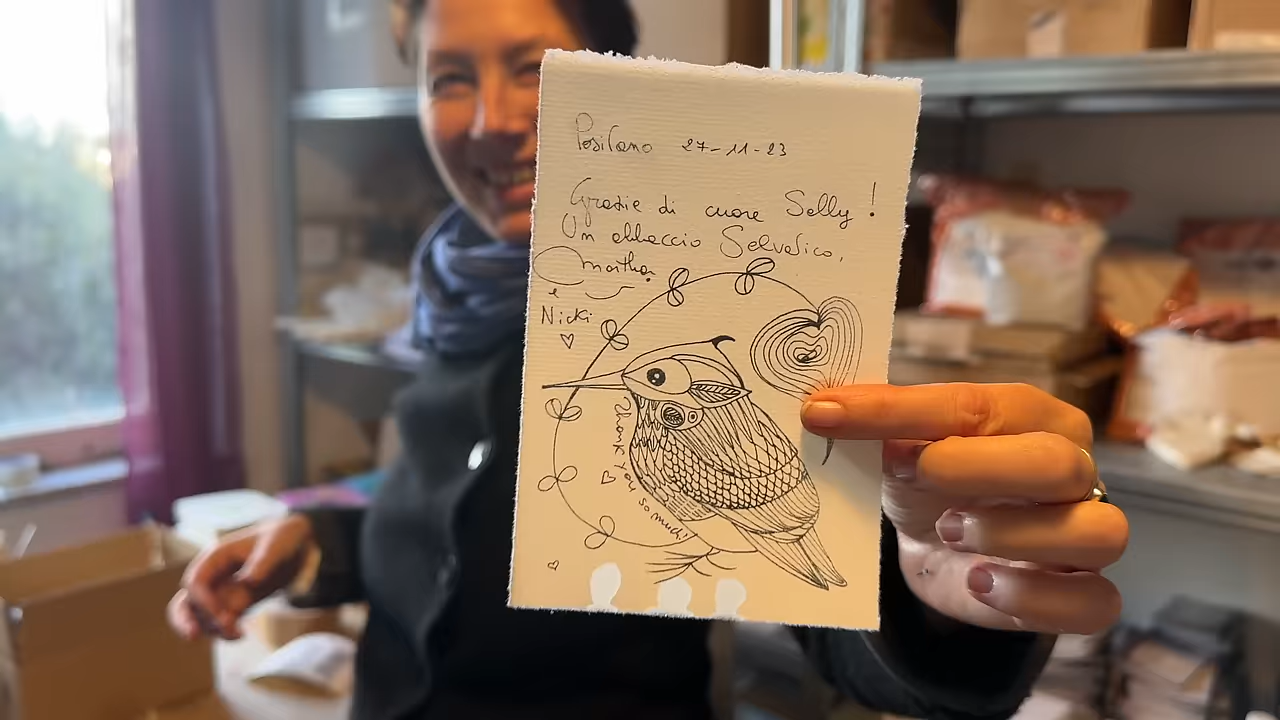 Positano 27-11-23
Grazie di cuore Selly!
Un abbraccio Selvatico,
Martha
e
Nicki
Thank you so much!